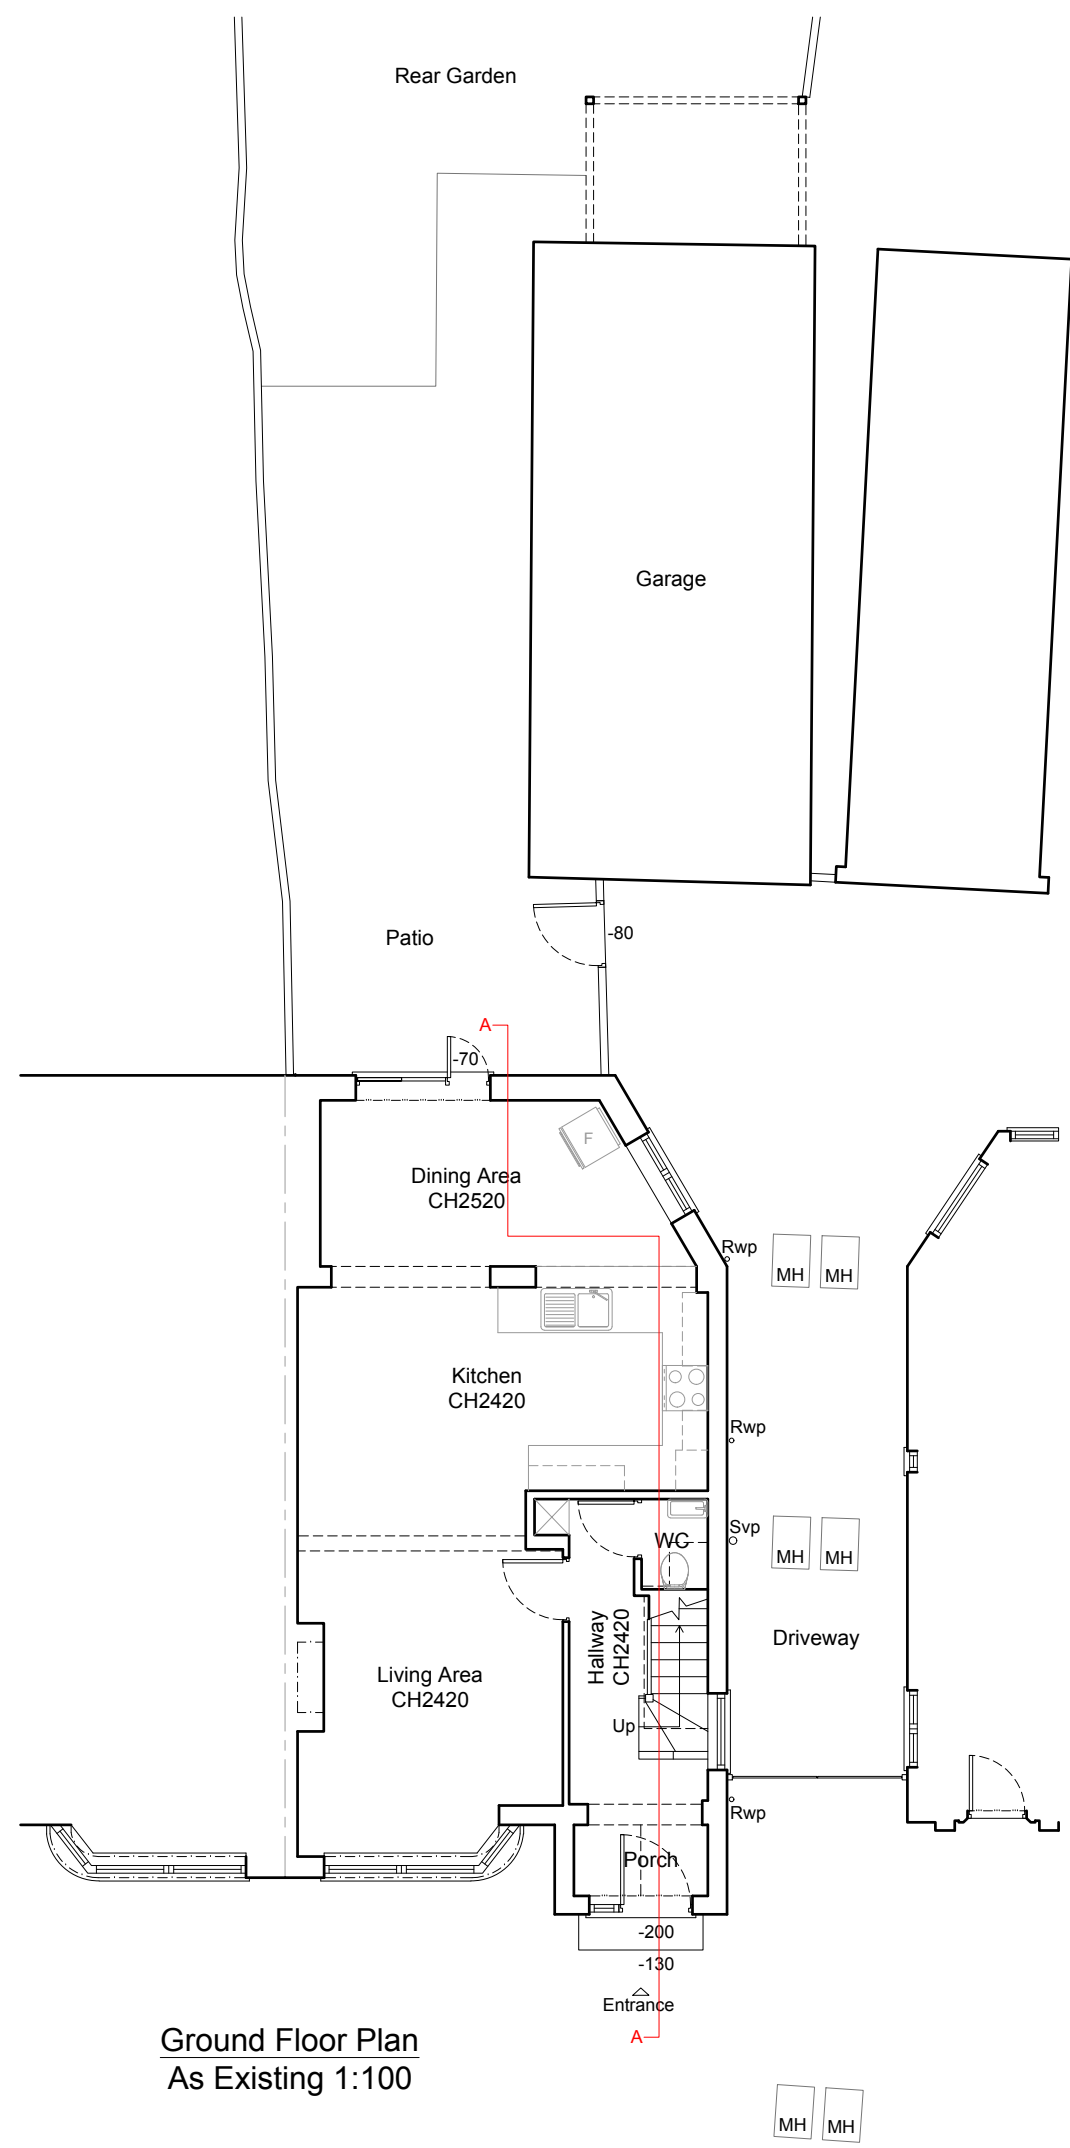 Rear Garden
Garage
Patio
-80
A
-70
F
Dining Area
CH2520
Rwp
MH
MH
Kitchen
CH2420
Rwp
Svp
WC
MH
MH
Hallway
CH2420
Driveway
Living Area
CH2420
Up
Rwp
Porch
-200
-130
Entrance
A
Ground Floor Plan
As Existing 1:100
MH
MH